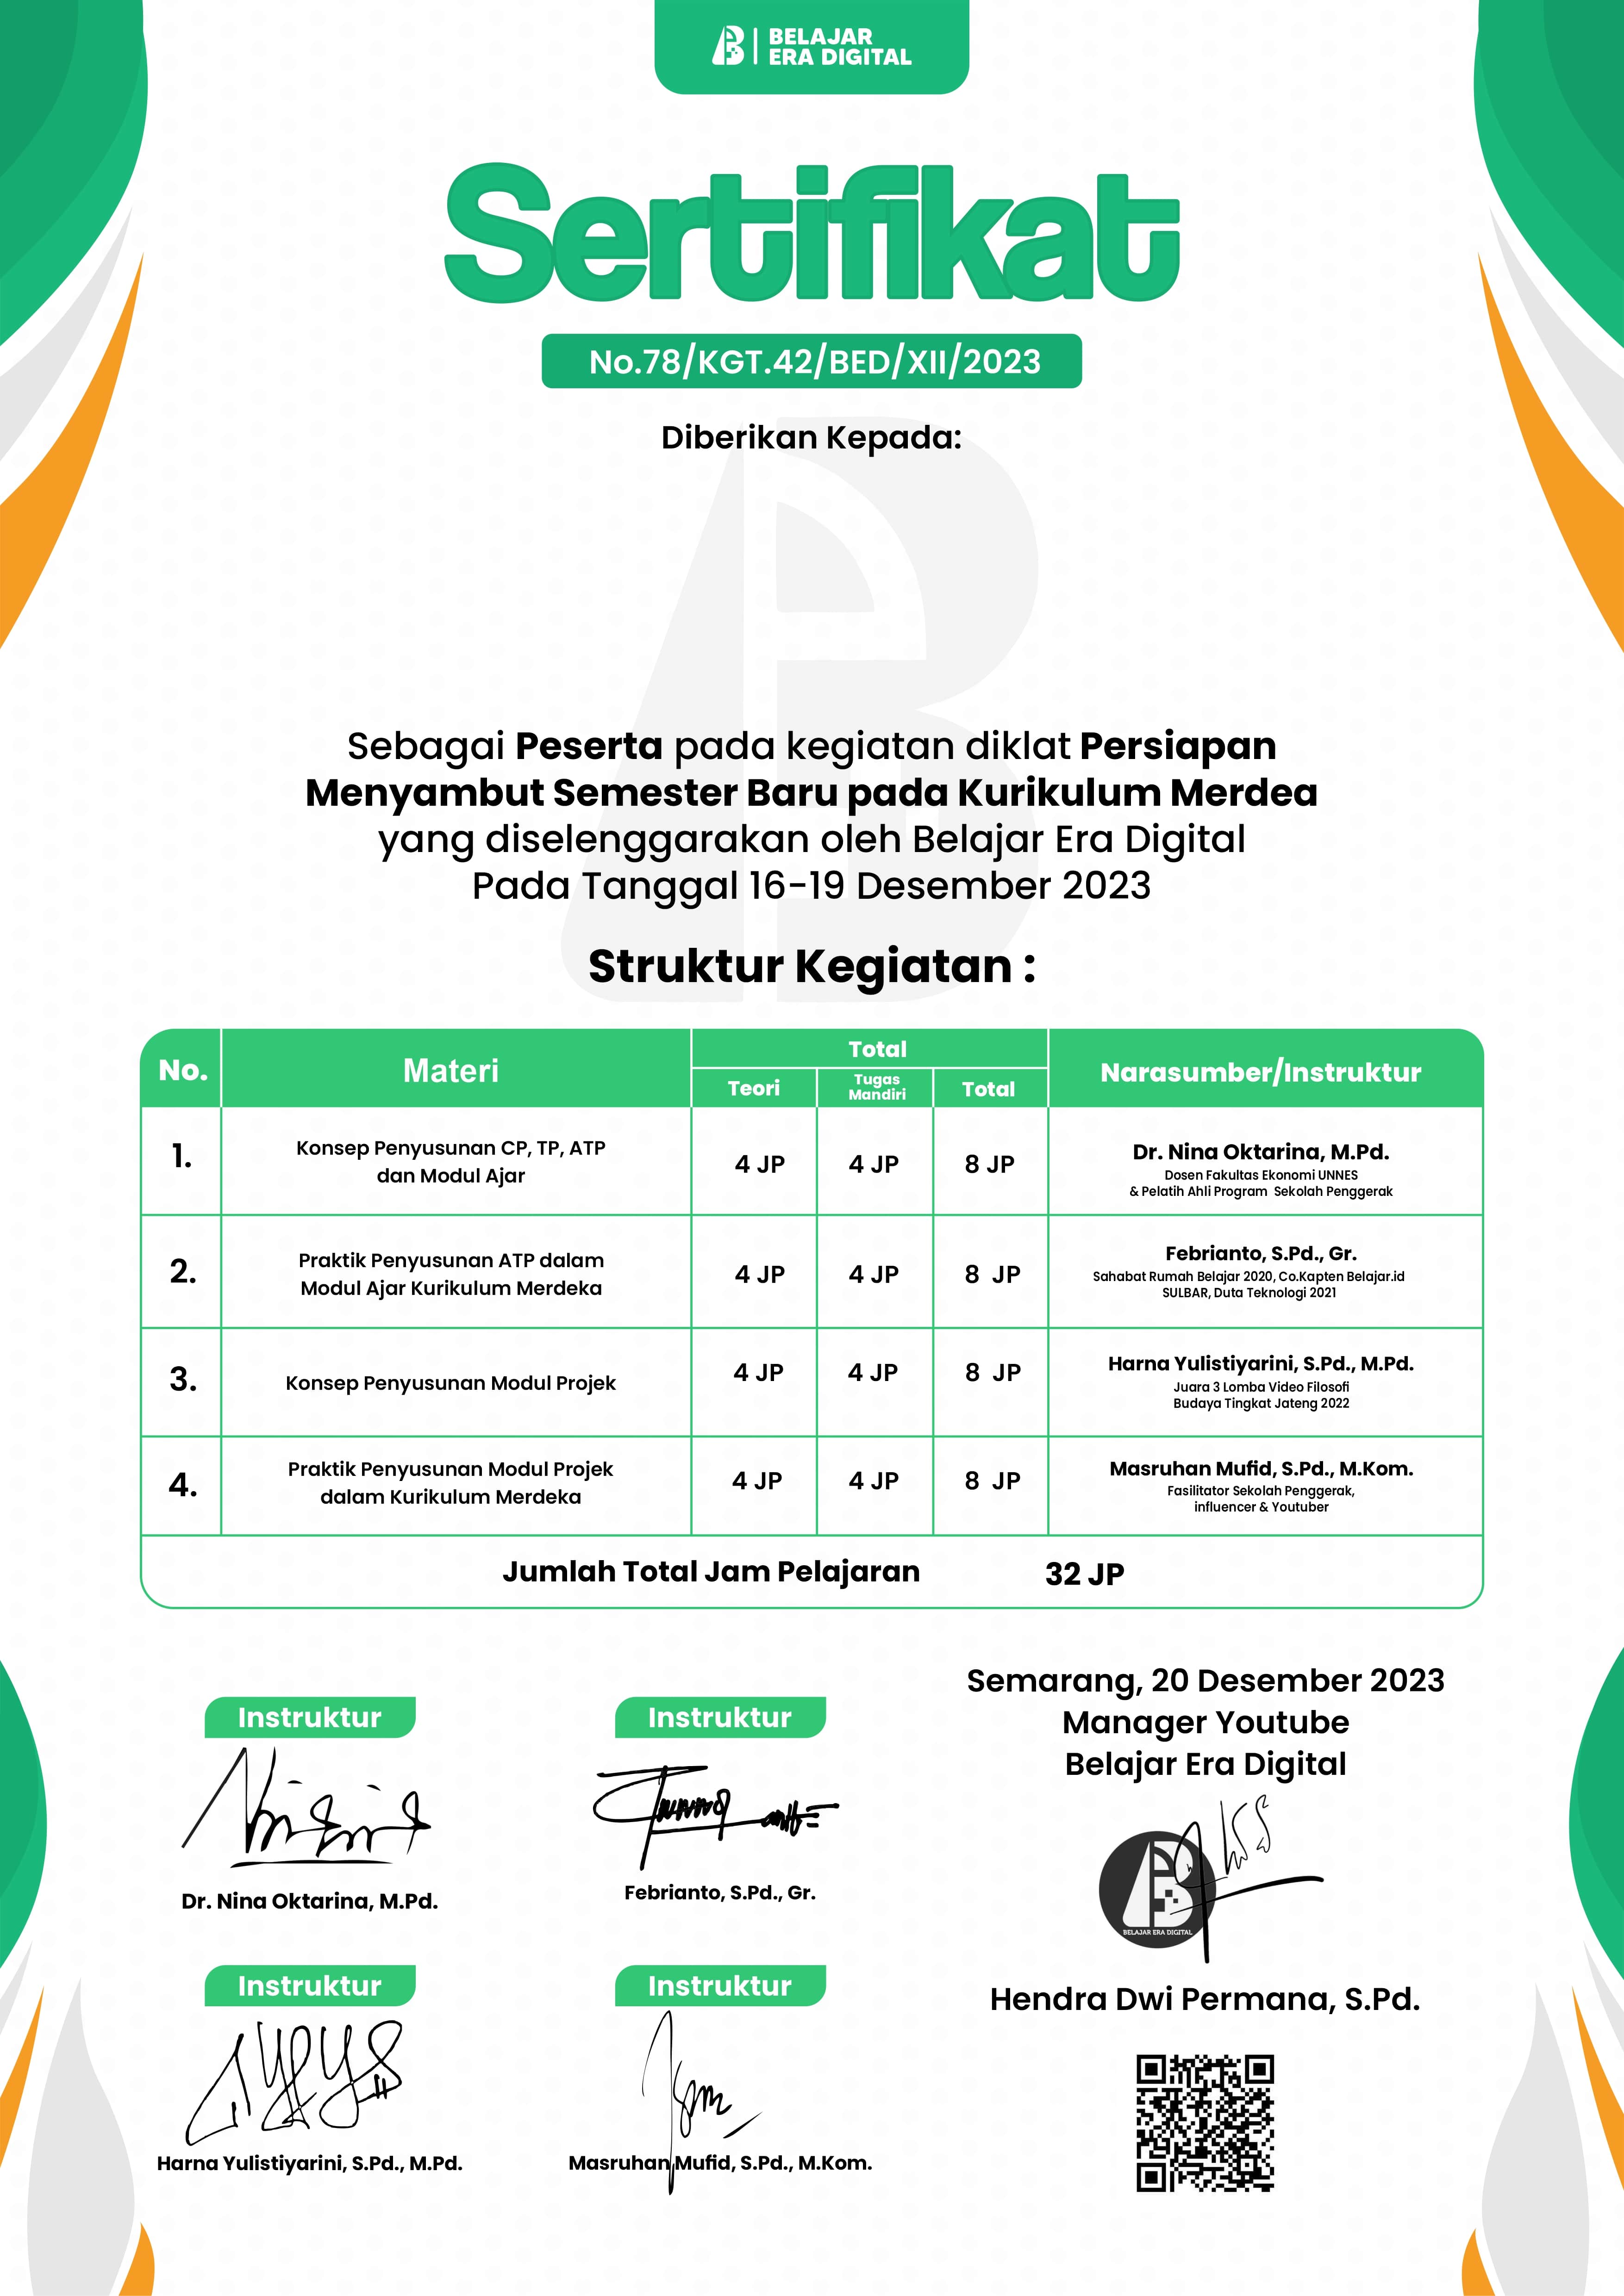 BELAJAR
ERA DIGITAL
Sertifikat
No.78/KGT.42/BED/XII/2023
Diberikan Kepada:
Sebagai Peserta pada kegiatan diklat Persiapan
Menyambut Semester Baru pada Kurikulum Merdea
yang diselenggarakan oleh Belajar Era Digital
Pada Tanggal 16-19 Desember 2023
Struktur Kegiatan :
No. Materi Total Narasumber/Instruktur
Teori Tugas Mandiri Total
1. Konsep Penyusunan CP, TP, ATP
dan Modul Ajar
4 JP 4 JP 8 JP
Dr. Nina Oktarina, M.Pd.
Dosen Fakultas Ekonomi UNNES
& Pelatih Ahli Program Sekolah Penggerak
2. Praktik Penyusunan ATP dalam
Modul Ajar Kurikulum Merdeka
4 JP 4 JP 8 JP
Febrianto, S.Pd., Gr.
Sahabat Rumah Belajar 2020, Co.Kapten Belajar.id
SULBAR, Duta Teknologi 2021
3. Konsep Penyusunan Modul Projek
4 JP 4 JP 8 JP
Harna Yulistiyarini, S.Pd., M.Pd.
Juara 3 Lomba Video Filosofi
Budaya Tingkat Jateng 2022
4. Praktik Penyusunan Modul Projek
dalam Kurikulum Merdeka
4 JP 4 JP 8 JP
Masruhan Mufid, S.Pd., M.Kom.
Fasilitator Sekolah Penggerak,
influencer & Youtuber
Jumlah Total Jam Pelajaran 32 JP
Semarang, 20 Desember 2023
Manager Youtube
Belajar Era Digital
BELAJAR ERA DIGITAL
Hendra Dwi Permana, S.Pd.
Instruktur
Dr. Nina Oktarina, M.Pd.
Instruktur
Febrianto, S.Pd., Gr.
Instruktur
Harna Yulistiyarini, S.Pd., M.Pd.
Instruktur
Masruhan Mufid, S.Pd., M.Kom.